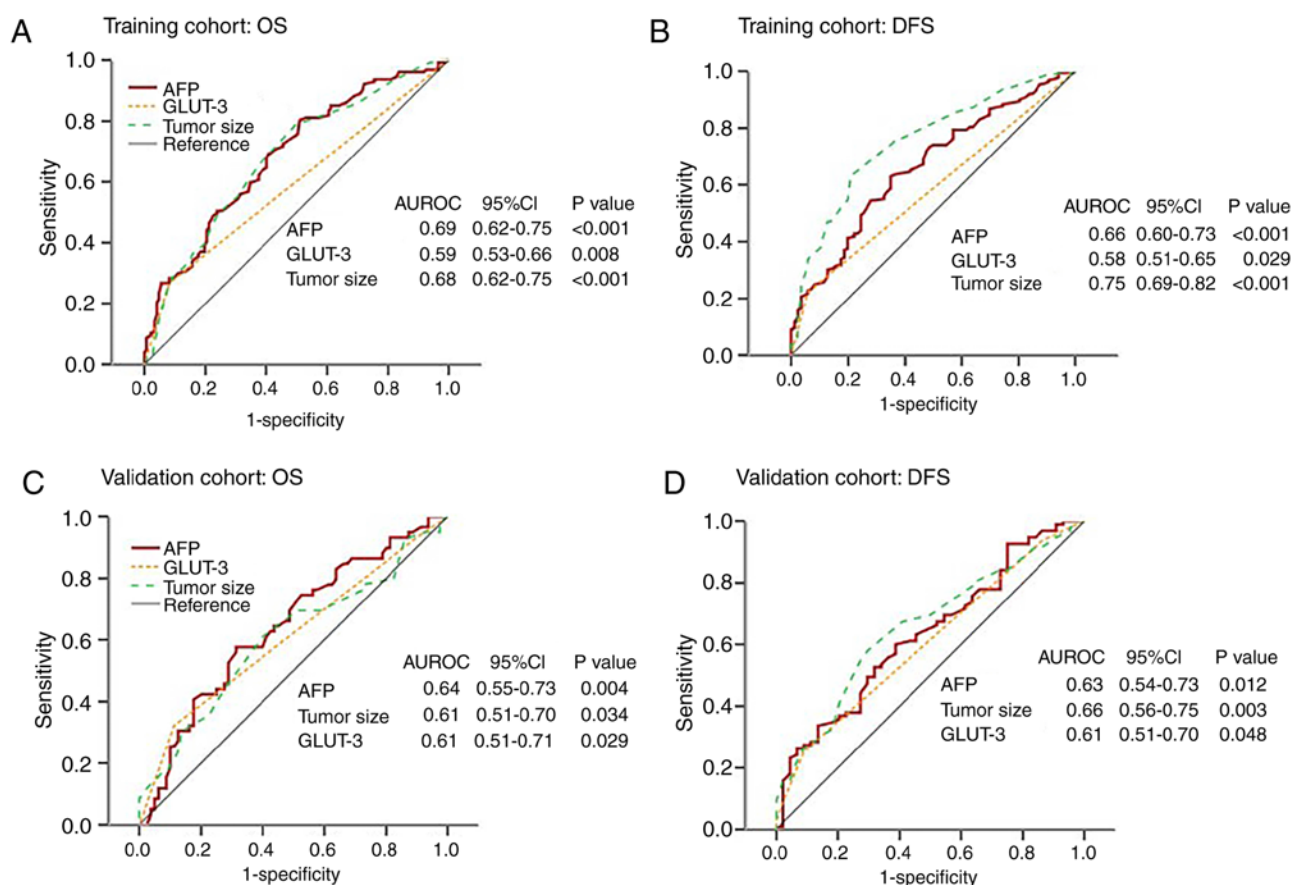 A Training cohort: OS
1.0
0.8
0.6
0.4
0.2
0.0
Sensitivity
AFP
GLUT-3
Tumor size
Reference
AUROC 95%CI P value
AFP 0.69 0.62-0.75 <0.001
GLUT-3 0.59 0.53-0.66 0.008
Tumor size 0.68 0.62-0.75 <0.001
0.0 0.2 0.4 0.6 0.8 1.0
1-specificity
B Training cohort: DFS
1.0
0.8
0.6
0.4
0.2
0.0
Sensitivity
AUROC 95%CI P value
AFP 0.66 0.60-0.73 <0.001
GLUT-3 0.58 0.51-0.65 0.029
Tumor size 0.75 0.69-0.82 <0.001
0.0 0.2 0.4 0.6 0.8 1.0
1-specificity
C Validation cohort: OS
1.0
0.8
0.6
0.4
0.2
0.0
Sensitivity
AFP
GLUT-3
Tumor size
Reference
AUROC 95%CI P value
AFP 0.64 0.55-0.73 0.004
Tumor size 0.61 0.51-0.70 0.034
GLUT-3 0.61 0.51-0.71 0.029
0.0 0.2 0.4 0.6 0.8 1.0
1-specificity
D Validation cohort: DFS
1.0
0.8
0.6
0.4
0.2
0.0
Sensitivity
AUROC 95%CI P value
AFP 0.63 0.54-0.73 0.012
Tumor size 0.66 0.56-0.75 0.003
GLUT-3 0.61 0.51-0.70 0.048
0.0 0.2 0.4 0.6 0.8 1.0
1-specificity